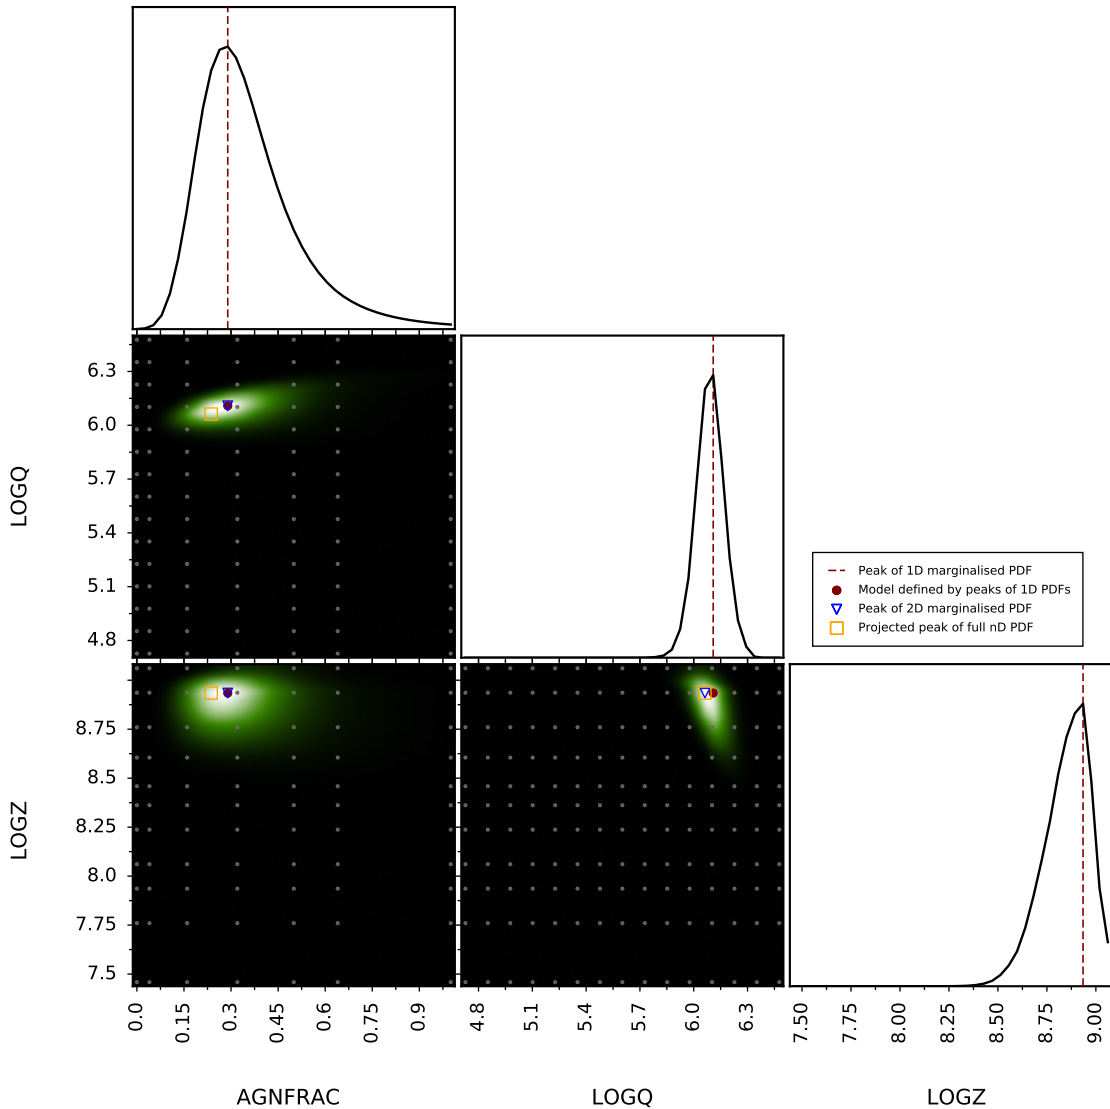 6.3
6.0
5.7
5.4
5.1
4.8
LOGQ
Peak of 1D marginalised PDF
Model defined by peaks of 1D PDFs
Peak of 2D marginalised PDF
Projected peak of full nD PDF
8.75
8.5
8.25
8.0
7.75
7.5
LOGZ
0.0 0.15 0.3 0.45 0.6 0.75 0.9
4.8 5.1 5.4 5.7 6.0 6.3
7.50 7.75 8.00 8.25 8.50 8.75 9.00
AGNFRAC LOGQ LOGZ